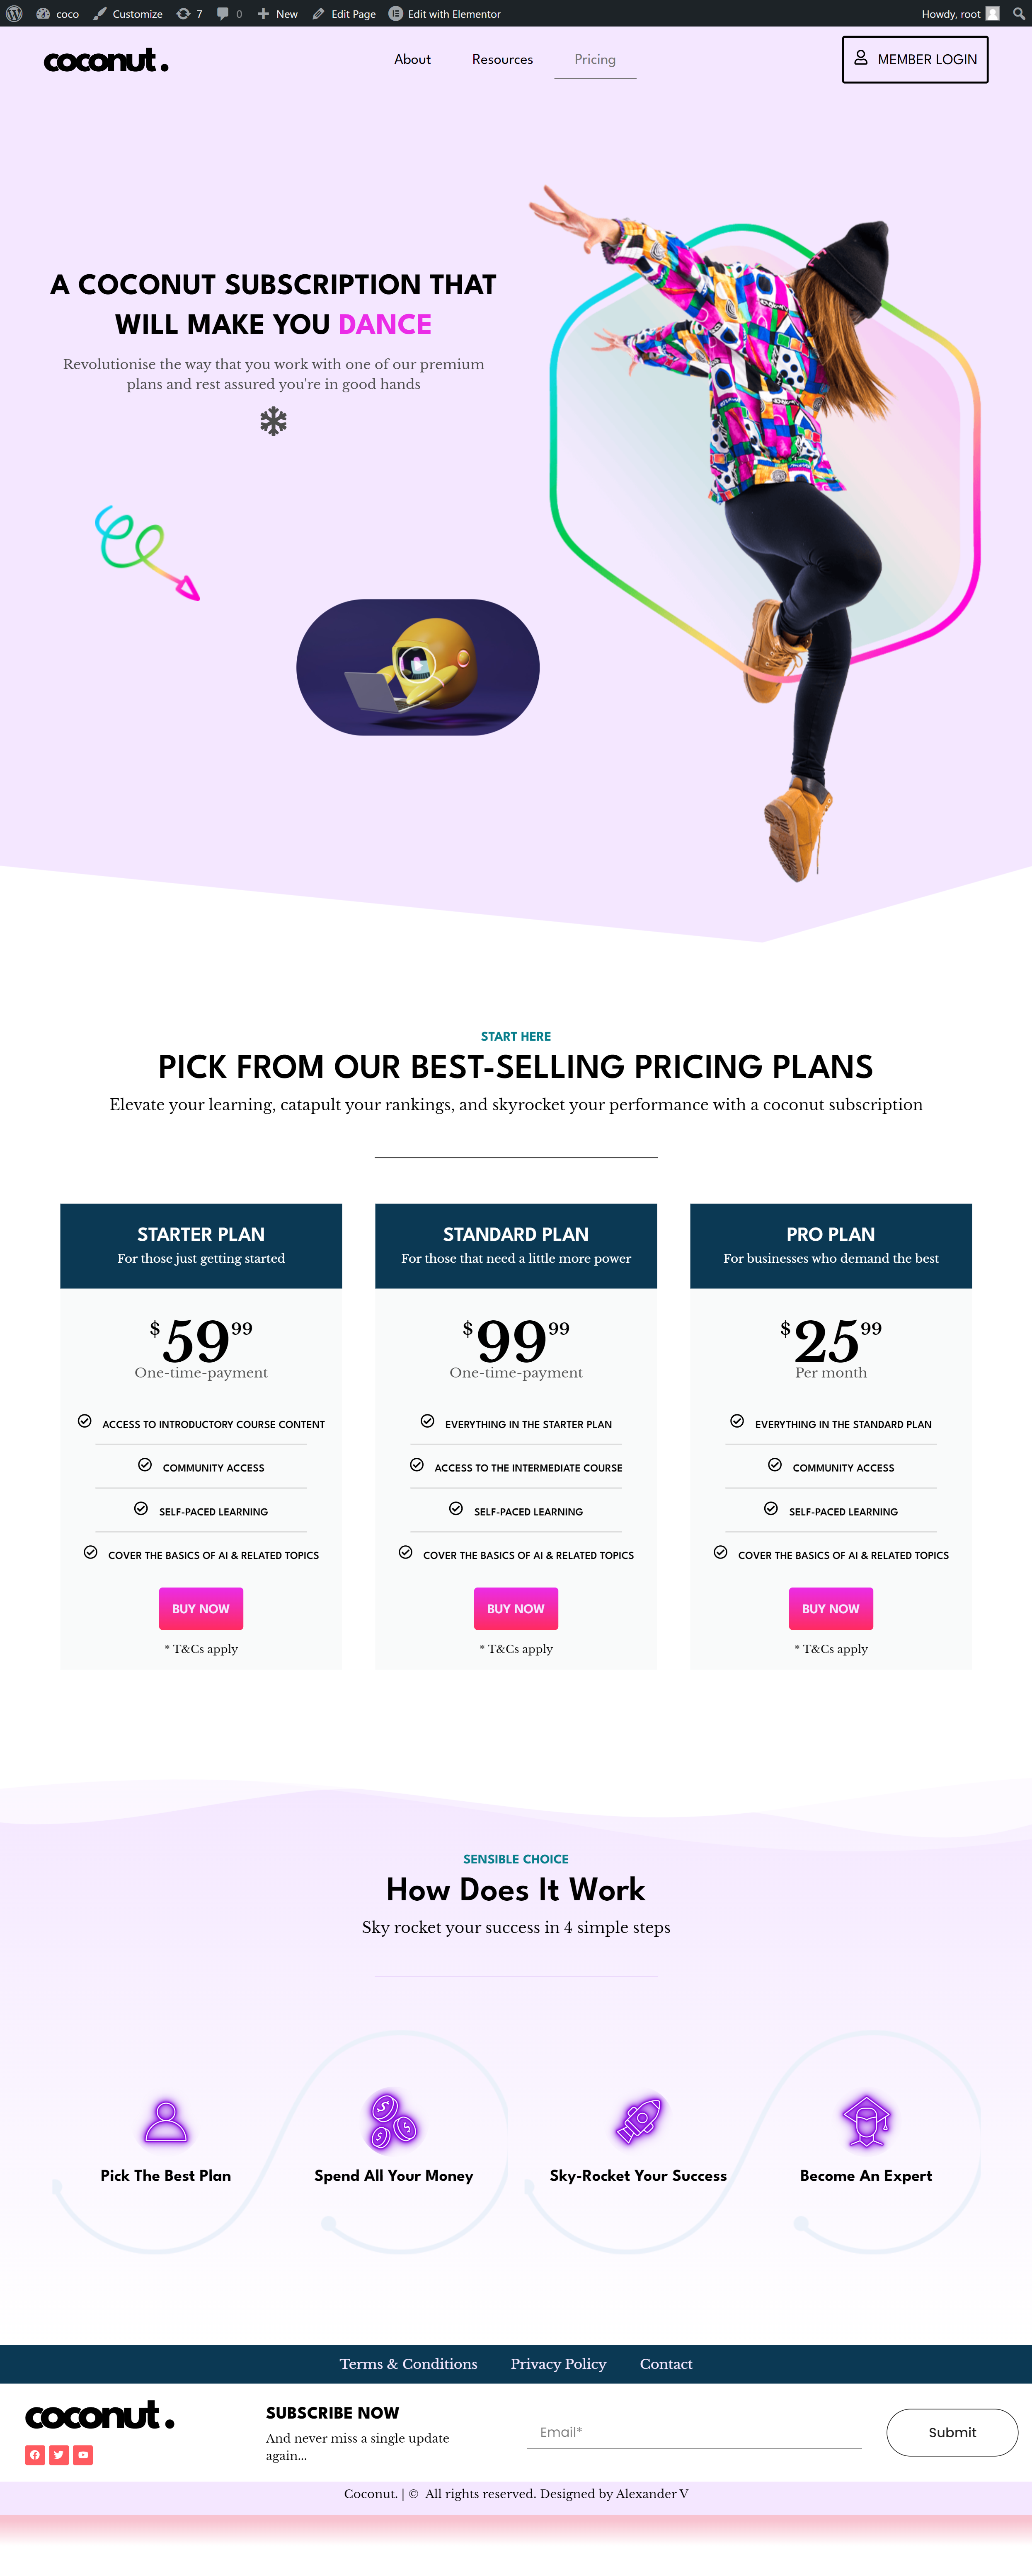 coco Customize 7 0 New Edit Page Edit with Elementor Howdy, root
coconut.
About Resources Pricing
MEMBER LOGIN
A COCONUT SUBSCRIPTION THAT
WILL MAKE YOU DANCE
Revolutionise the way that you work with one of our premium
plans and rest assured you're in good hands
START HERE
PICK FROM OUR BEST-SELLING PRICING PLANS
Elevate your learning, catapult your rankings, and skyrocket your performance with a coconut subscription
STARTER PLAN
For those just getting started
$5999
One-time-payment
ACCESS TO INTRODUCTORY COURSE CONTENT
COMMUNITY ACCESS
SELF-PACED LEARNING
COVER THE BASICS OF AI & RELATED TOPICS
BUY NOW
* T&Cs apply
STANDARD PLAN
For those that need a little more power
$9999
One-time-payment
EVERYTHING IN THE STARTER PLAN
ACCESS TO THE INTERMEDIATE COURSE
SELF-PACED LEARNING
COVER THE BASICS OF AI & RELATED TOPICS
BUY NOW
* T&Cs apply
PRO PLAN
For businesses who demand the best
$2599
Per month
EVERYTHING IN THE STANDARD PLAN
COMMUNITY ACCESS
SELF-PACED LEARNING
COVER THE BASICS OF AI & RELATED TOPICS
BUY NOW
* T&Cs apply
SENSIBLE CHOICE
How Does It Work
Sky rocket your success in 4 simple steps
Pick The Best Plan
Spend All Your Money
Sky-Rocket Your Success
Become An Expert
Terms & Conditions Privacy Policy Contact
coconut.
SUBSCRIBE NOW
And never miss a single update
again...
Email*
Submit
Coconut. | © All rights reserved. Designed by Alexander V